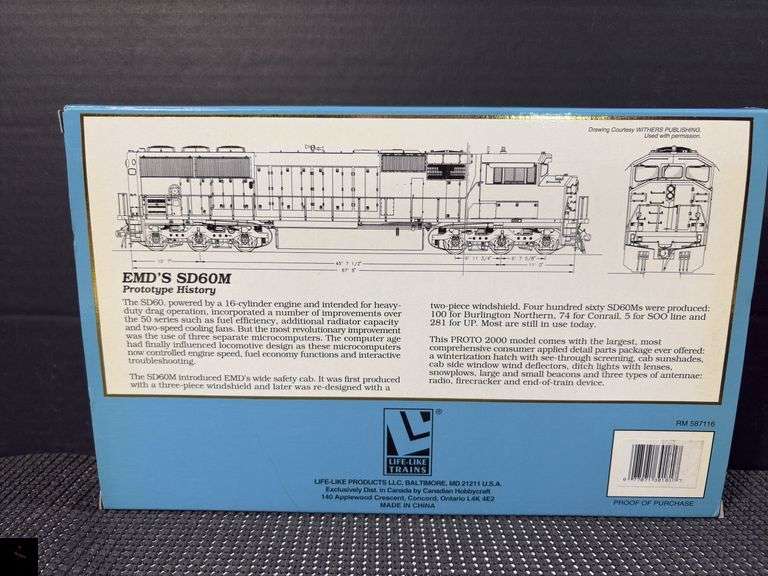 Drawing Courtesy WITHERS PUBLISHING.
Used with permission.
45' 7 1/2"
9' 11 3/4"
11' 0"
EMD'S SD60M
Prototype History
The SD60, powered by a 16-cylinder engine and intended for heavy-
duty drag operation, incorporated a number of improvements over
the 50 series such as fuel efficiency, additional radiator capacity
and two-speed cooling fans. But the most revolutionary improvement
was the use of three separate microcomputers. The computer age
had finally influenced locomotive design as these microcomputers
now controlled engine speed, fuel economy functions and interactive
troubleshooting.
The SD60M introduced EMD's wide safety cab. It was first produced
with a three-piece windshield and later was re-designed with a
two-piece windshield. Four hundred sixty SD60Ms were produced:
100 for Burlington Northern, 74 for Conrail, 5 for SOO line and
281 for UP. Most are still in use today.
This PROTO 2000 model comes with the largest, most
comprehensive consumer applied detail parts package ever offered:
a winterization hatch with see-through screening, cab sunshades,
cab side window wind deflectors, ditch lights with lenses,
snowplows, large and small beacons and three types of antennae:
radio, firecracker and end-of-train device.
®
LIFE-LIKE
TRAINS
LIFE-LIKE PRODUCTS LLC, BALTIMORE, MD 21211 U.S.A.
Exclusively Dist. in Canada by Canadian Hobbycraft
140 Applewood Crescent, Concord, Ontario L4K 4E2
MADE IN CHINA
RM 587116
PROOF OF PURCHASE